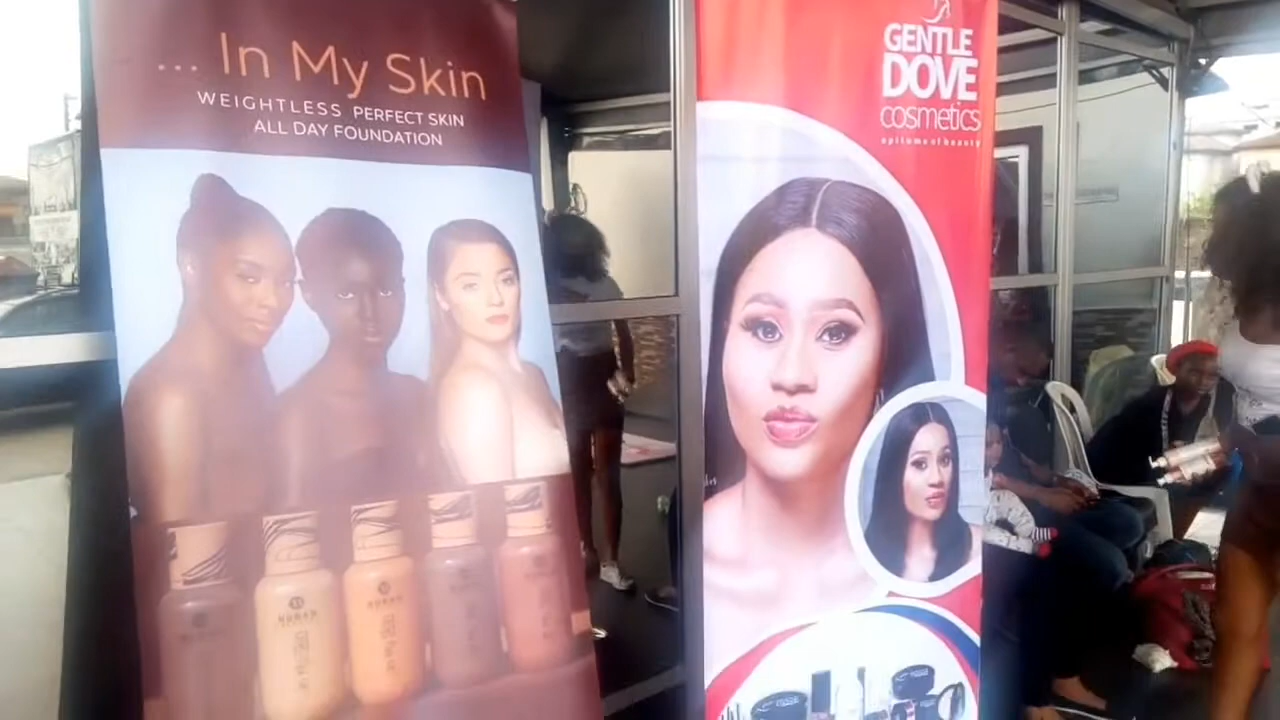 ... In My Skin
WEIGHTLESS PERFECT SKIN
ALL DAY FOUNDATION
GENTLE
DOVE
cosmetics
epitome of beauty